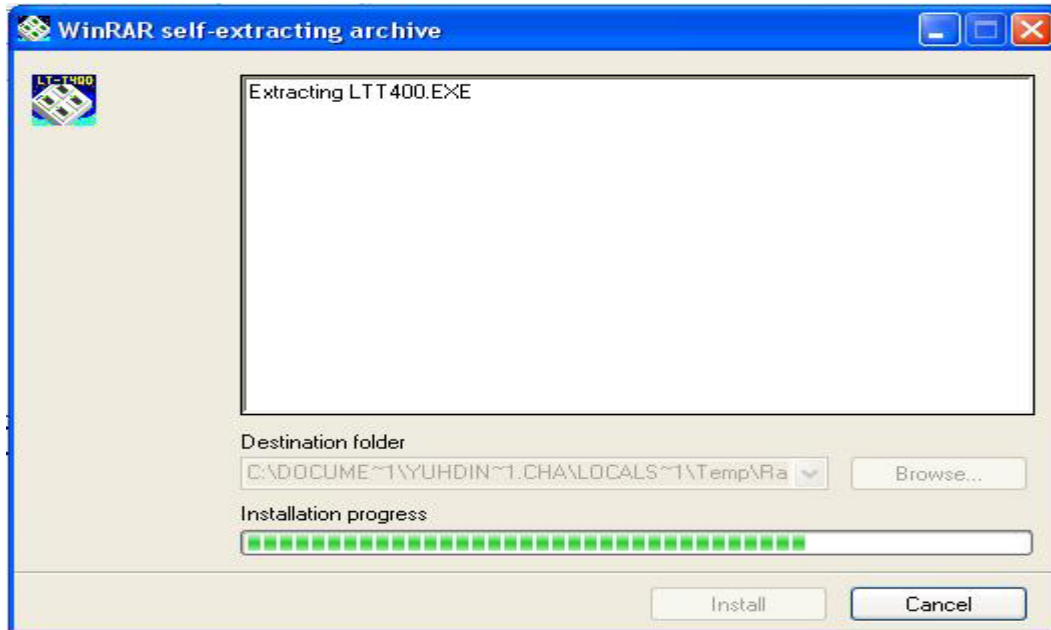 WinRAR self-extracting archive
LT-T400
Extracting LTT400.EXE
Destination folder
C:\DOCUME~1\YUHDIN~1.CHA\LOCALS~1\Temp\Ra
Browse...
Installation progress
Install
Cancel